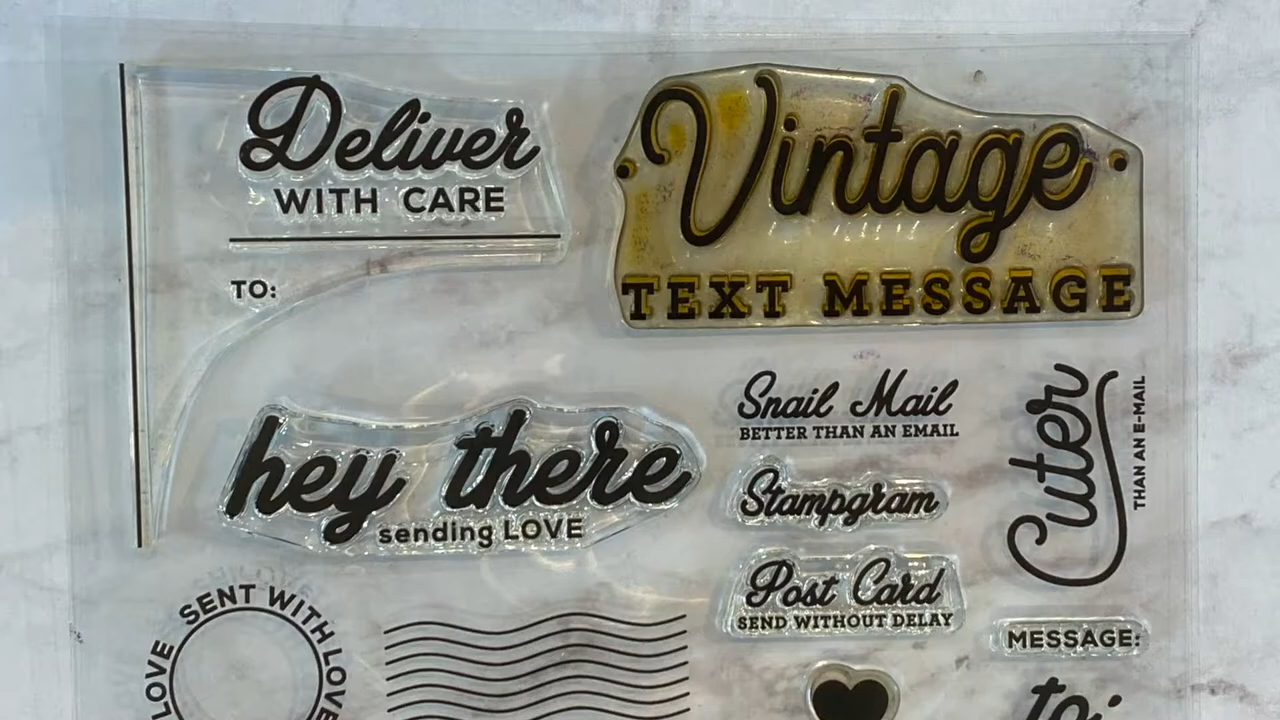 Deliver
WITH CARE
TO:
Vintage
TEXT MESSAGE
hey there
sending LOVE
Snail Mail
BETTER THAN AN EMAIL
Stampgram
Post Card
SEND WITHOUT DELAY
Cuter
THAN AN E-MAIL
MESSAGE:
to:
LOVE SENT WITH LOVE